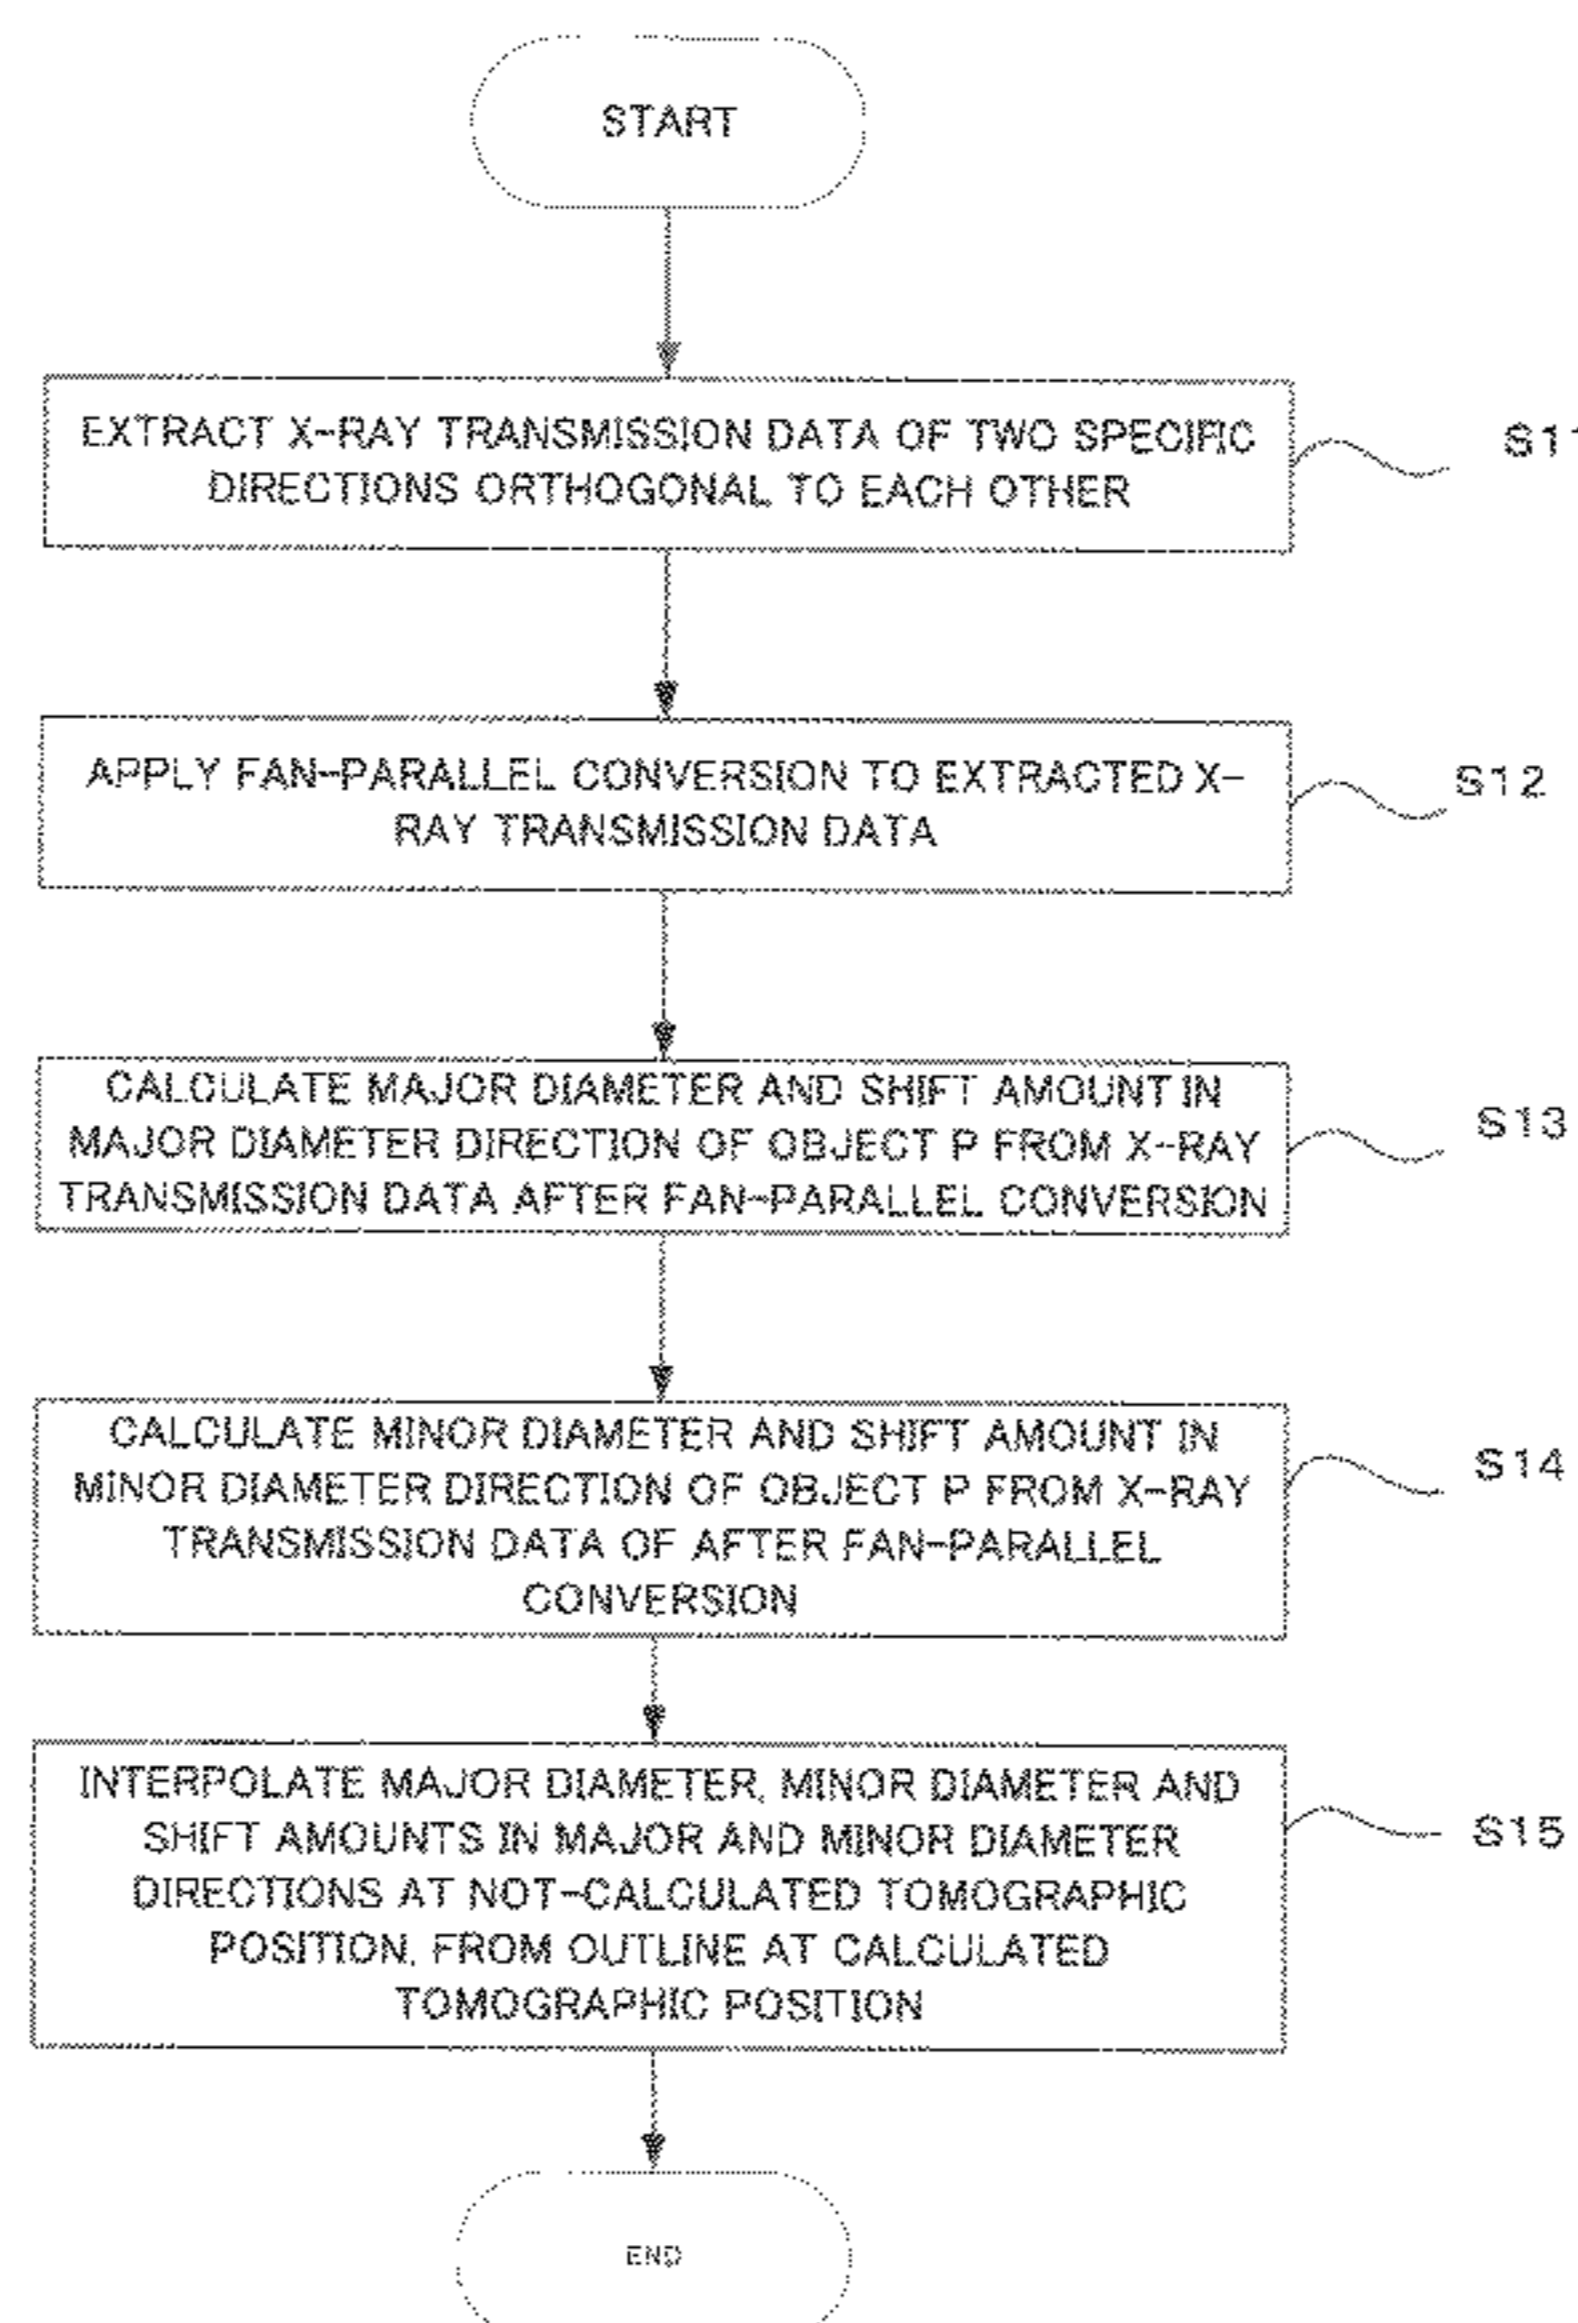 START
EXTRACT X-RAY TRANSMISSION DATA OF TWO SPECIFIC
DIRECTIONS ORTHOGONAL TO EACH OTHER
S11
APPLY FAN-PARALLEL CONVERSION TO EXTRACTED X-
RAY TRANSMISSION DATA
S12
CALCULATE MAJOR DIAMETER AND SHIFT AMOUNT IN
MAJOR DIAMETER DIRECTION OF OBJECT P FROM X-RAY
TRANSMISSION DATA AFTER FAN-PARALLEL CONVERSION
S13
CALCULATE MINOR DIAMETER AND SHIFT AMOUNT IN
MINOR DIAMETER DIRECTION OF OBJECT P FROM X-RAY
TRANSMISSION DATA OF AFTER FAN-PARALLEL
CONVERSION
S14
INTERPOLATE MAJOR DIAMETER, MINOR DIAMETER AND
SHIFT AMOUNTS IN MAJOR AND MINOR DIAMETER
DIRECTIONS AT NOT-CALCULATED TOMOGRAPHIC
POSITION, FROM OUTLINE AT CALCULATED
TOMOGRAPHIC POSITION
S15
END